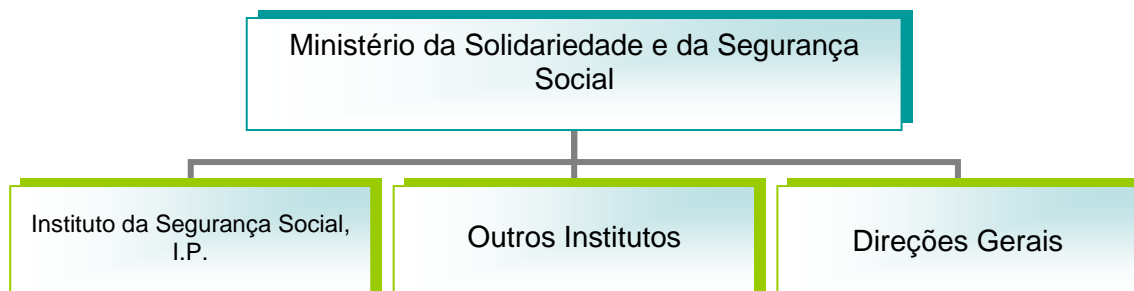 Ministério da Solidariedade e da Segurança
Social
Instituto da Segurança Social,
I.P.
Outros Institutos
Direções Gerais